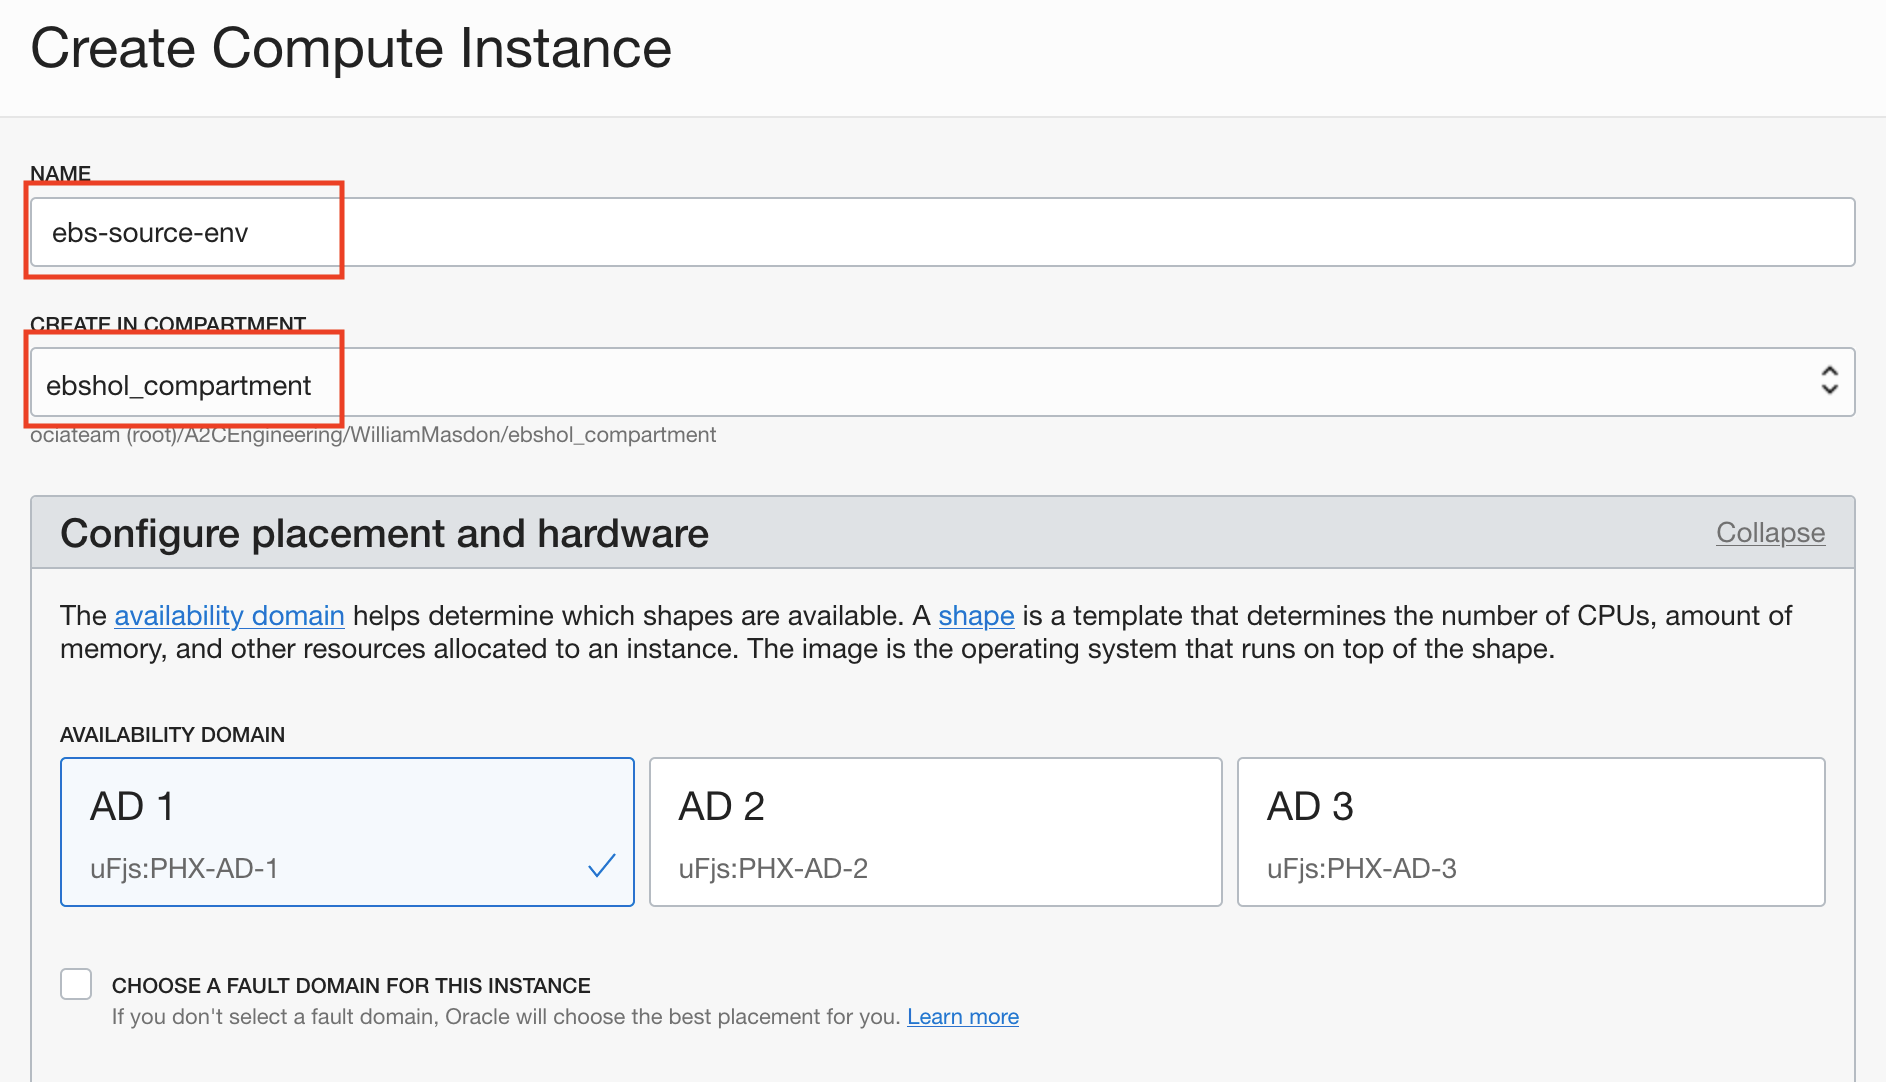 Create Compute Instance
NAME
ebs-source-env
CREATE IN COMPARTMENT
ebshol_compartment
ociateam (root)/A2CEngineering/WilliamMasdon/ebshol_compartment
Configure placement and hardware
Collapse
The availability domain helps determine which shapes are available. A shape is a template that determines the number of CPUs, amount of
memory, and other resources allocated to an instance. The image is the operating system that runs on top of the shape.
AVAILABILITY DOMAIN
AD 1
uFjs:PHX-AD-1
AD 2
uFjs:PHX-AD-2
AD 3
uFjs:PHX-AD-3
CHOOSE A FAULT DOMAIN FOR THIS INSTANCE
If you don't select a fault domain, Oracle will choose the best placement for you. Learn more